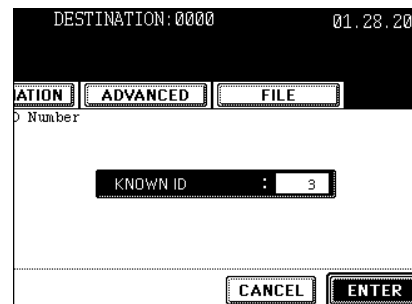 DESTINATION:0000 01.28.20
ATION ADVANCED FILE
D Number
KNOWN ID : 3
CANCEL ENTER